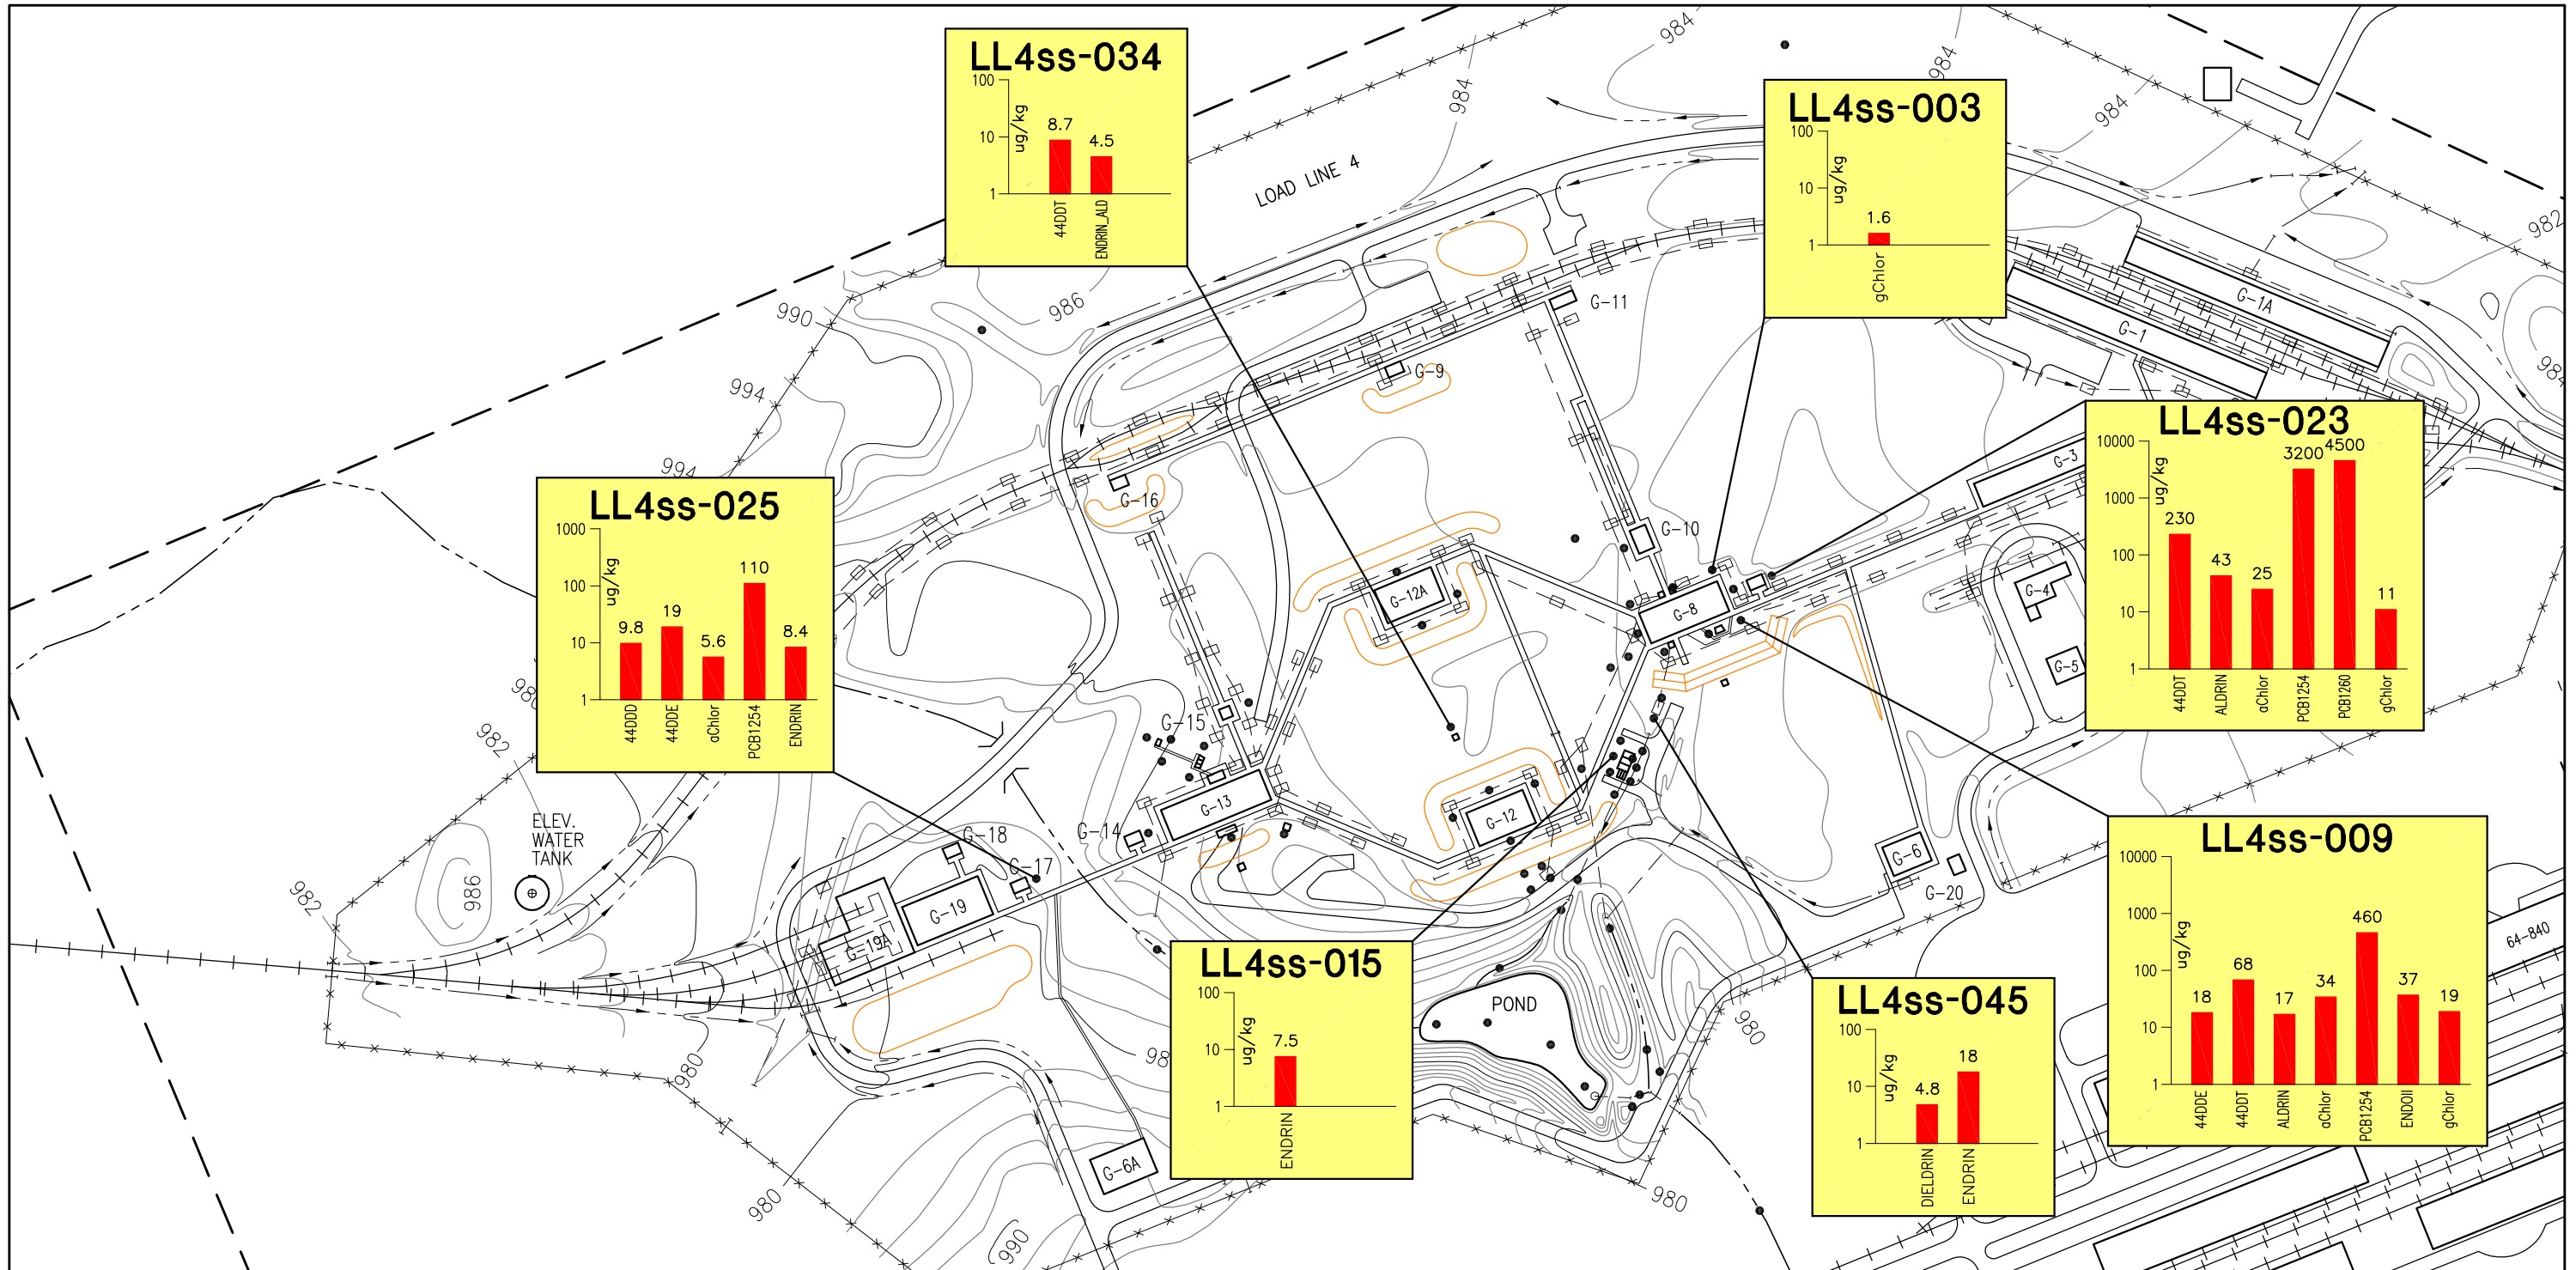 LL4ss-034
100
10
1
ug/kg
8.7
4.5
44DDT
ENDRIN_ALD
LL4ss-003
100
10
1
ug/kg
1.6
gChlor
LL4ss-023
10000
1000
100
10
1
ug/kg
230
43
25
3200
4500
11
44DDT
ALDRIN
aChlor
PCB1254
PCB1260
gChlor
LL4ss-025
1000
100
10
1
ug/kg
9.8
19
5.6
110
8.4
44DDD
44DDE
aChlor
PCB1254
ENDRIN
LL4ss-015
100
10
1
ug/kg
7.5
ENDRIN
LL4ss-045
100
10
1
ug/kg
4.8
18
DIELDRIN
ENDRIN
LL4ss-009
10000
1000
100
10
1
ug/kg
18
68
17
34
460
37
19
44DDE
44DDT
ALDRIN
aChlor
PCB1254
ENDOII
gChlor
LOAD LINE 4
984
984
984
984
982
986
990
994
994
982
982
986
980
980
980
980
990
G-11
G-1A
G-1
G-9
G-16
G-10
G-3
G-12A
G-8
G-4
G-5
G-15
G-13
G-14
G-12
G-18
G-17
G-19
G-19A
G-6
G-20
G-6A
64-840
ELEV.
WATER
TANK
POND